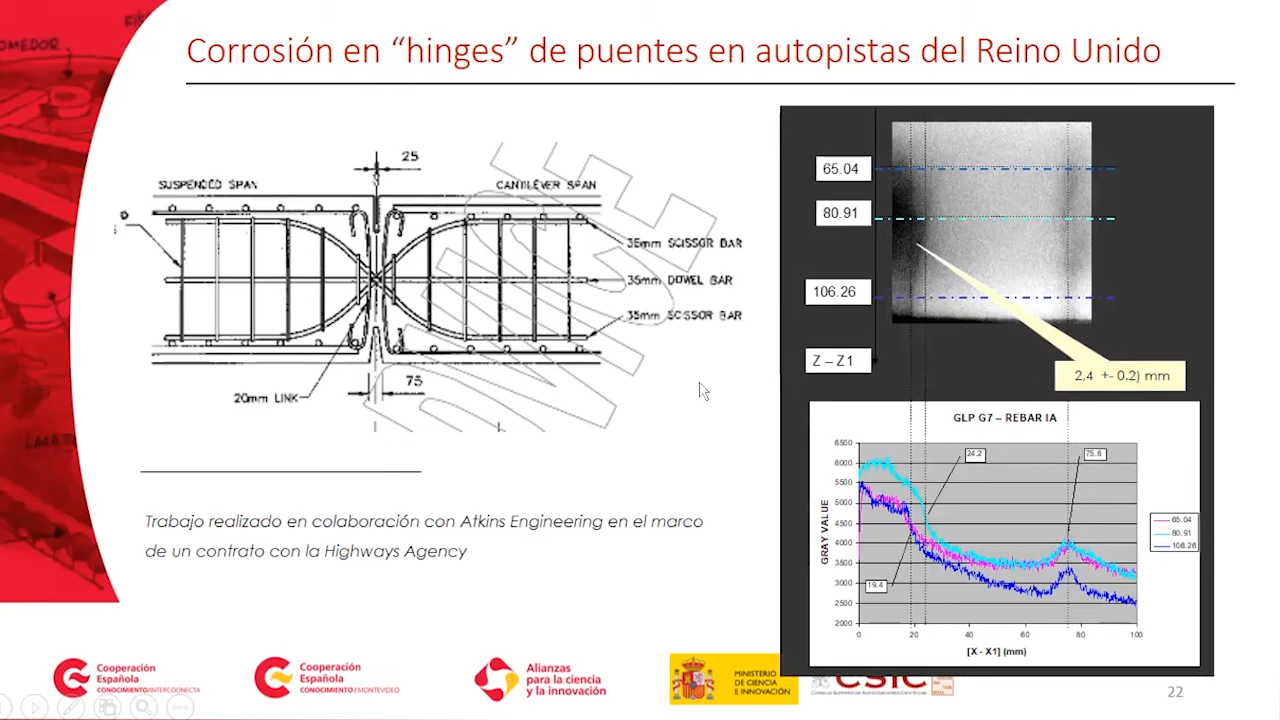 Corrosión en “hinges” de puentes en autopistas del Reino Unido
25
SUSPENDED SPAN
CANTILEVER SPAN
35mm SCISSOR BAR
35mm DOWEL BAR
35mm SCISSOR BAR
75
20mm LINK
65.04
80.91
106.26
Z – Z1
2,4 +- 0.2) mm
GLP G7 – REBAR IA
GRAY VALUE
6500
6000
5500
5000
4500
4000
3500
3000
2500
2000
24.2
75.6
19.4
65.04
80.91
106.26
0
20
40
60
80
100
[X - X1] (mm)
Trabajo realizado en colaboración con Atkins Engineering en el marco
de un contrato con la Highways Agency
Cooperación
Española
CONOCIMIENTO/INTERCOONECTA
Cooperación
Española
CONOCIMIENTO/MONTEVIDEO
Alianzas
para la ciencia
y la innovación
MINISTERIO
DE CIENCIA
E INNOVACIÓN
CSIC
CONSEJO SUPERIOR DE INVESTIGACIONES CIENTÍFICAS
22